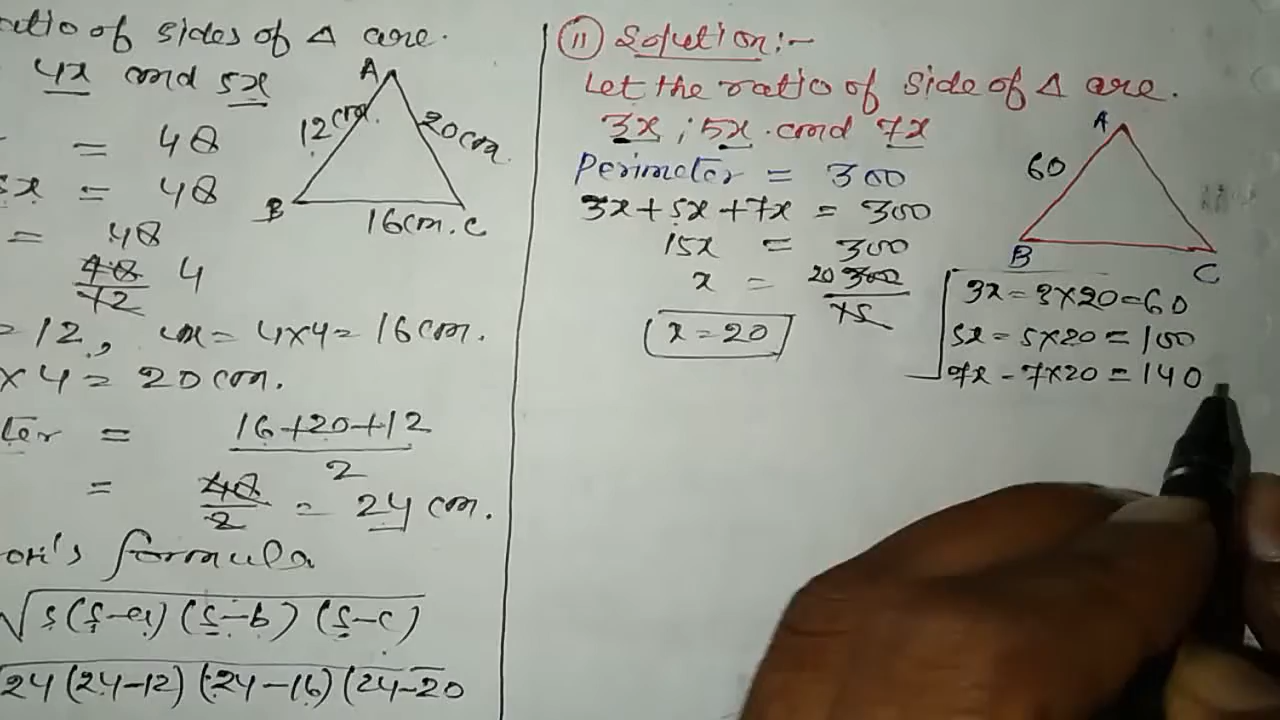 atio of sides of Δ are.
4x and 5x
= 48
5x = 48
= 48
48 4
12
= 12, 4x = 4×4 = 16cm.
× 4 = 20cm.
ter = 16+20+12
2
= 48 = 24 cm.
2
on's formula
√s(s-a)(s-b)(s-c)
24(24-12)(24-16)(24-20
A
12cm.
20cm.
B
16cm.
C
(11) Solution:-
Let the ratio of side of Δ are.
3x; 5x and 7x
Perimeter = 300
3x+5x+7x = 300
15x = 300
x = 20 300
15
x = 20
A
60
B
C
3x = 3×20=60
5x = 5×20 = 100
7x - 7×20 = 140